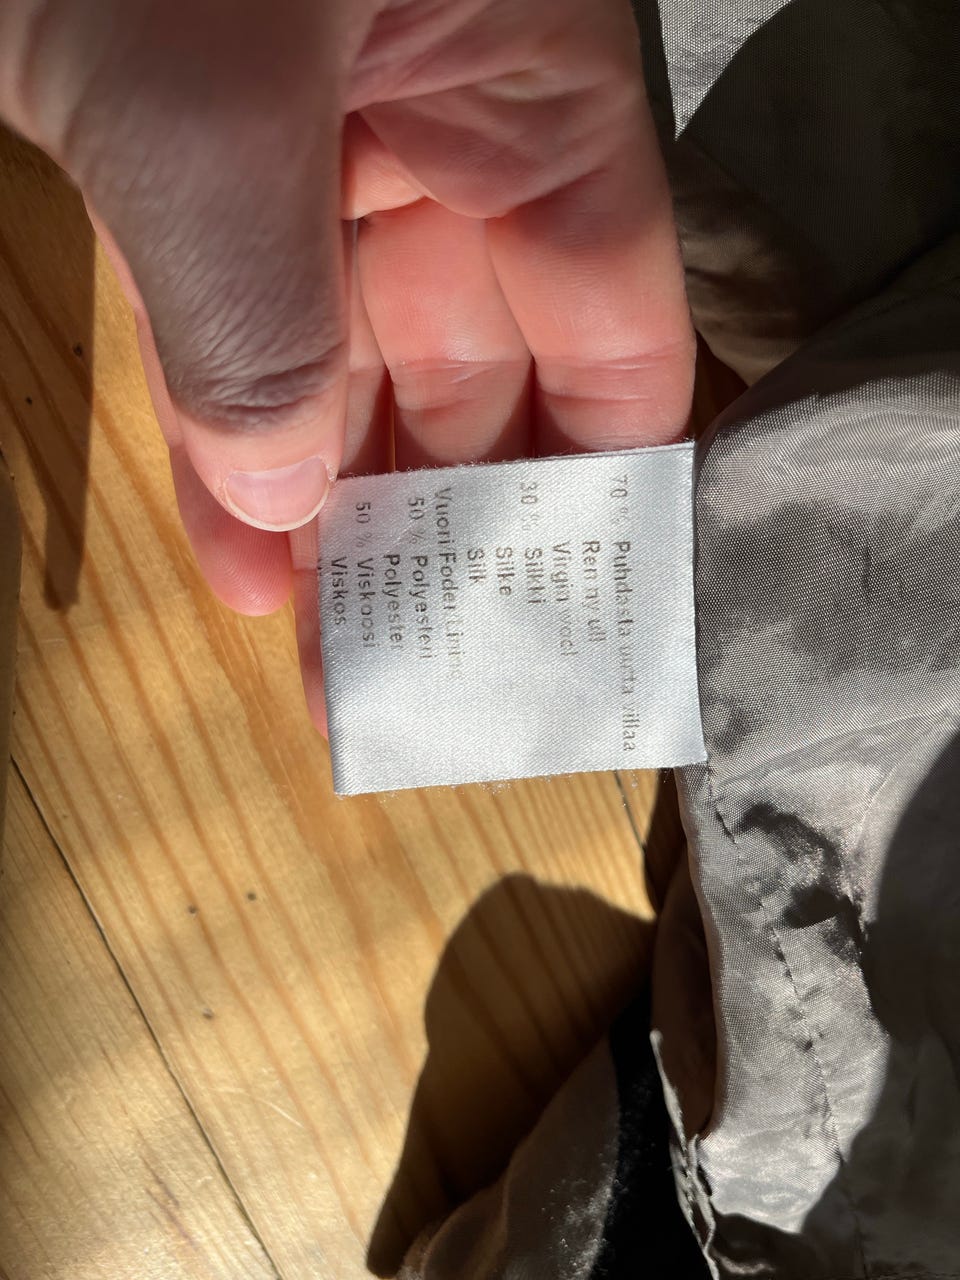 70 % Puhdasta uutta villaa
Ren ny ull
Virgin wool
30 % Silkki
Silke
Silk
Vuori Foder Lining
50 % Polyesteri
Polyester
50 % Viskoosi
Viskos